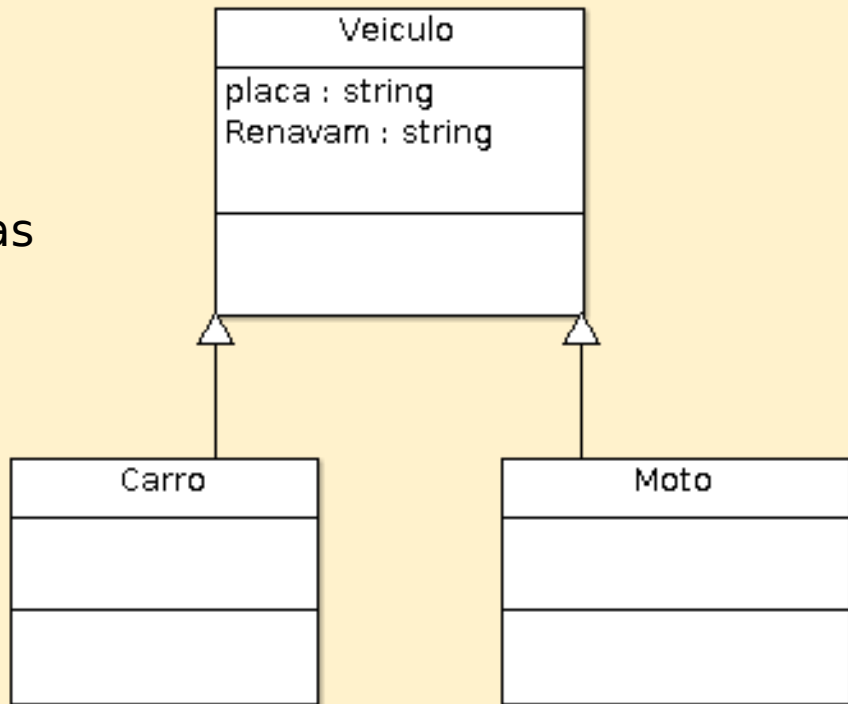 Veiculo
placa : string
Renavam : string
as
Carro
Moto